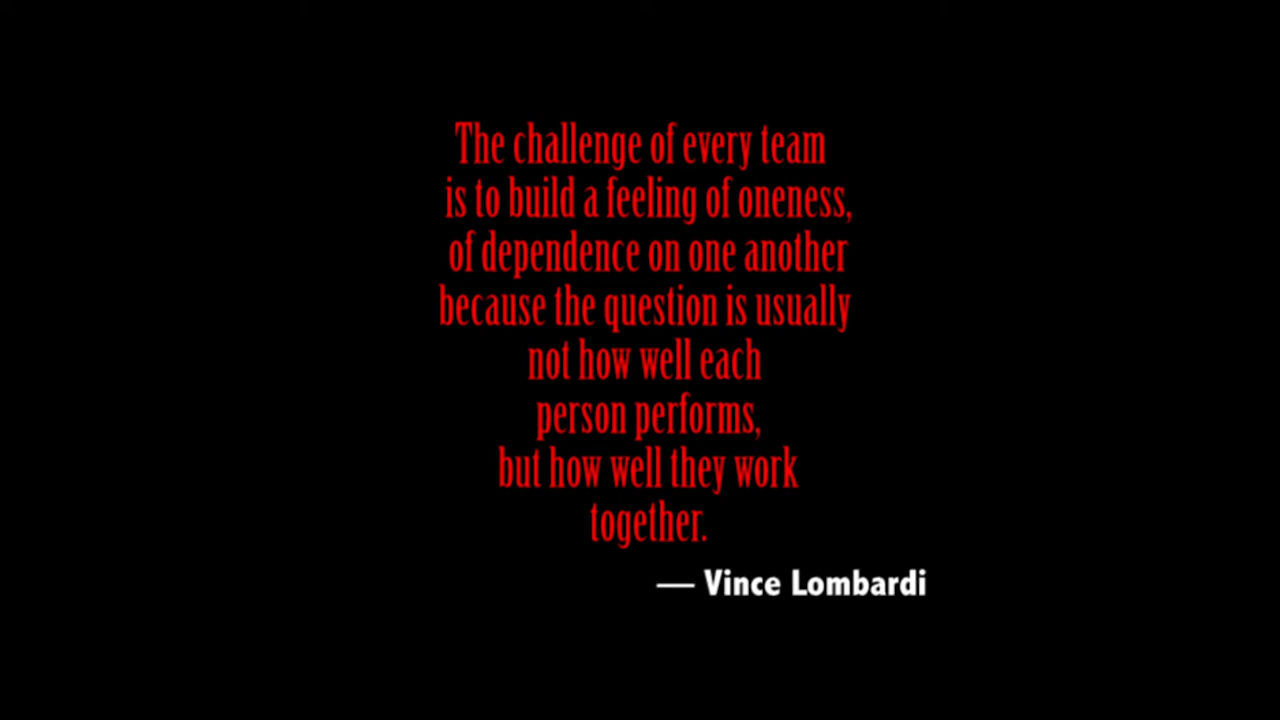 The challenge of every team
is to build a feeling of oneness,
of dependence on one another
because the question is usually
not how well each
person performs,
but how well they work
together.
— Vince Lombardi